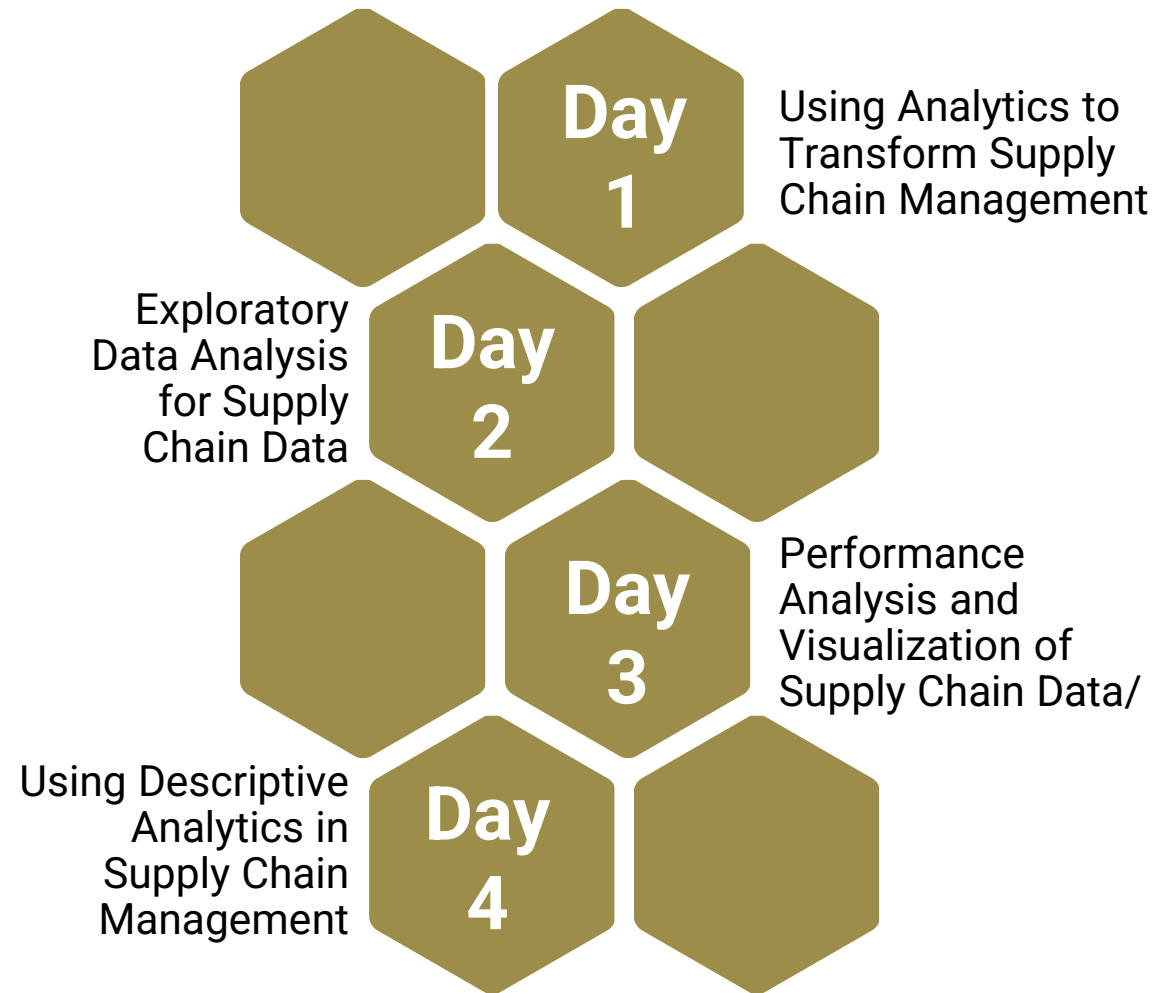 Day
1
Using Analytics to
Transform Supply
Chain Management
Exploratory
Data Analysis
for Supply
Chain Data
Day
2
Day
3
Performance
Analysis and
Visualization of
Supply Chain Data/
Using Descriptive
Analytics in
Supply Chain
Management
Day
4